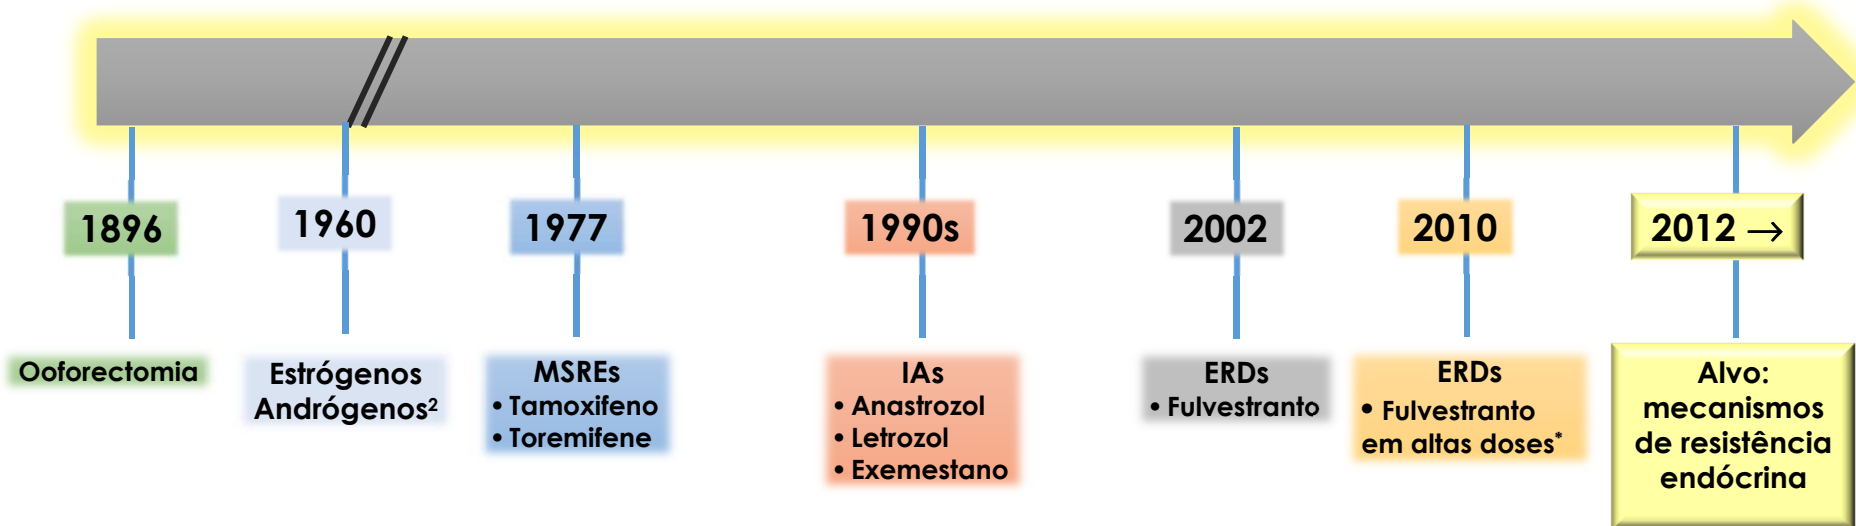 1896
1960
1977
1990s
2002
2010
2012 →
Ooforectomia
Estrógenos
Andrógenos²
MSREs
• Tamoxifeno
• Toremifene
IAs
• Anastrozol
• Letrozol
• Exemestano
ERDs
• Fulvestranto
ERDs
• Fulvestranto
em altas doses*
Alvo:
mecanismos
de resistência
endócrina